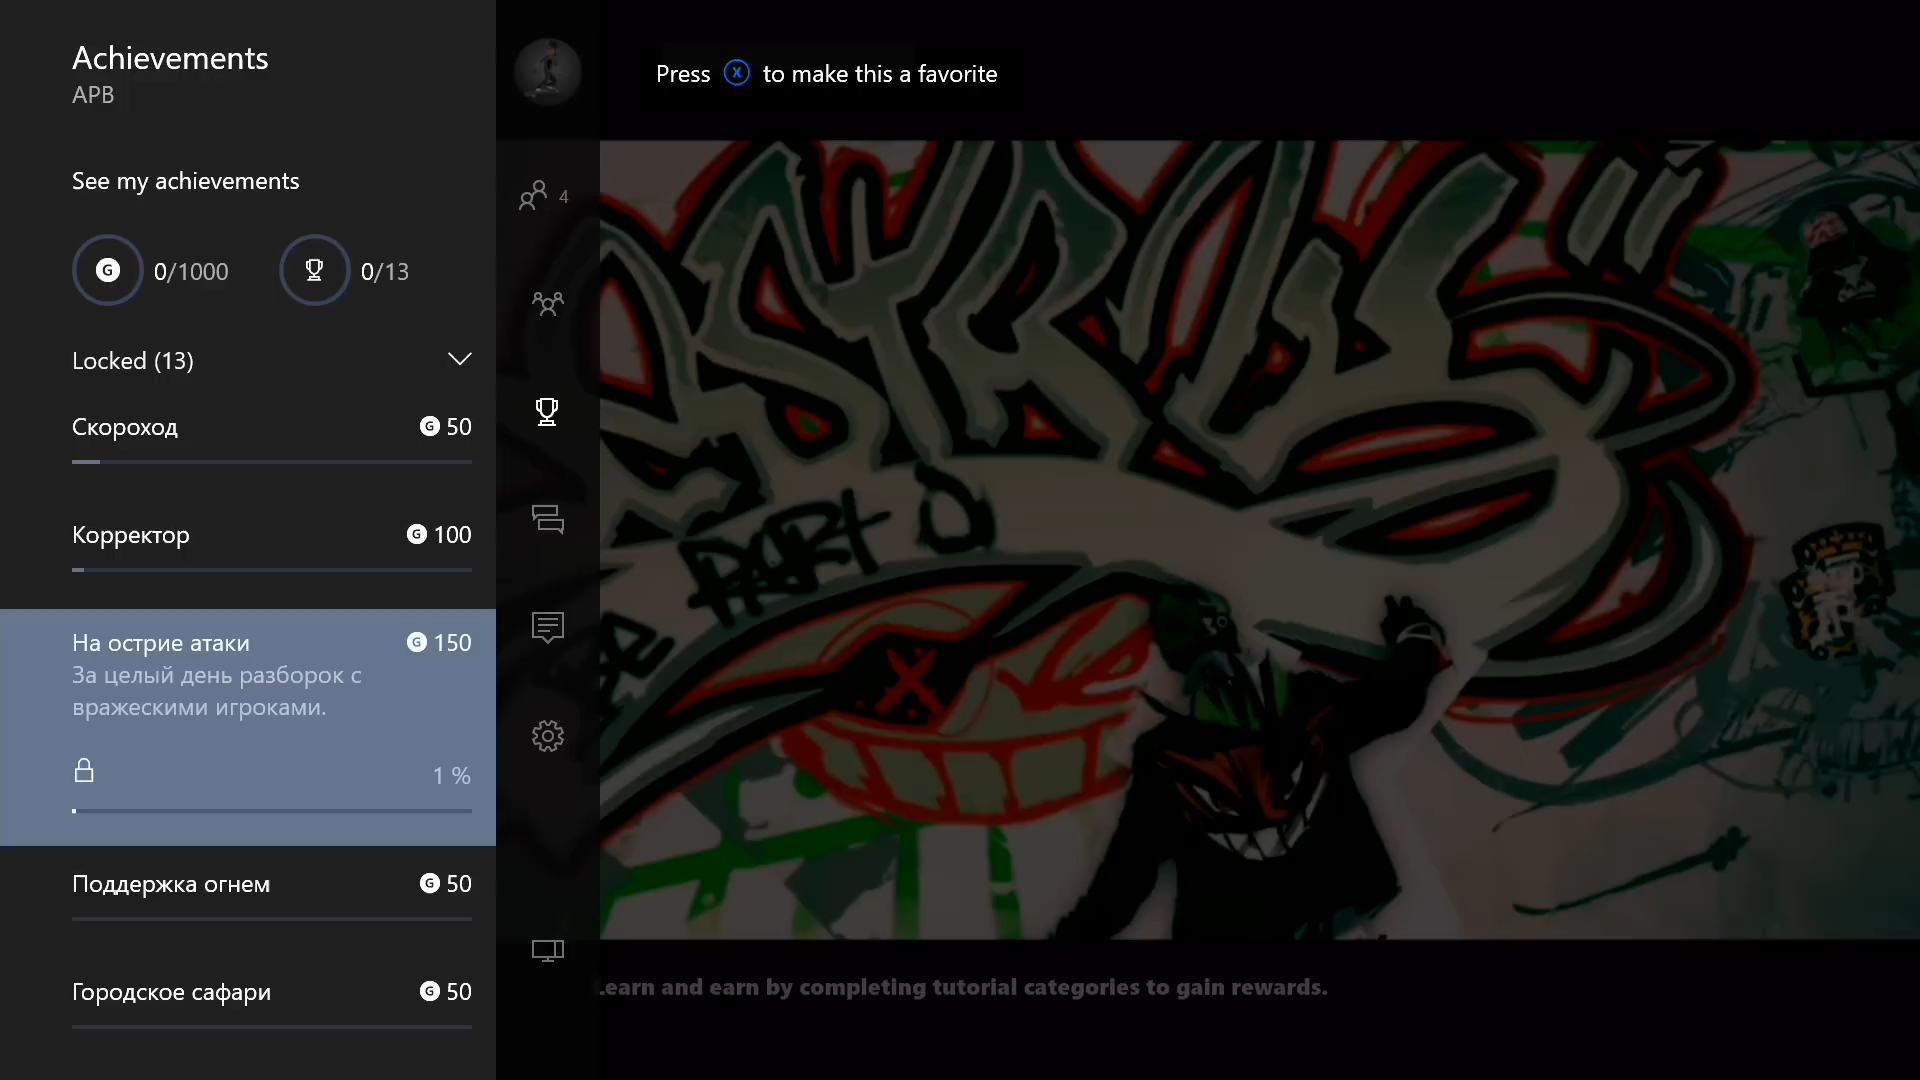 Achievements
APB
Press X to make this a favorite
See my achievements
G 0/1000 0/13
4
Locked (13)
Скороход G 50
Корректор G 100
На острие атаки G 150
За целый день разборок с
вражескими игроками.
1 %
Поддержка огнем G 50
Городское сафари G 50
PART
Learn and earn by completing tutorial categories to gain rewards.